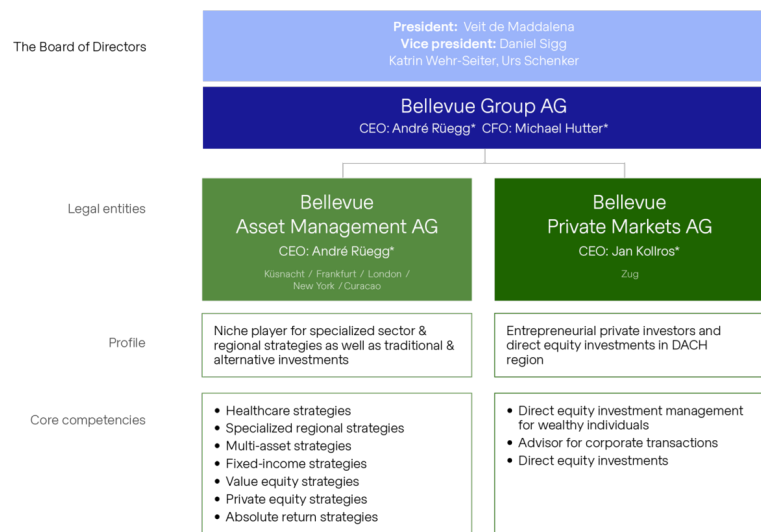 President: Veit de Maddalena
The Board of Directors
Vice president: Daniel Sigg
Katrin Wehr-Seiter, Urs Schenker
Bellevue Group AG
CEO: André Rüegg* CFO: Michael Hutter*
Legal entities
Bellevue
Asset Management AG
CEO: André Rüegg*
Küsnacht / Frankfurt / London /
New York /Curacao
Bellevue
Private Markets AG
CEO: Jan Kollros*
Zug
Profile
Niche player for specialized sector &
regional strategies as well as traditional &
alternative investments
Entrepreneurial private investors and
direct equity investments in DACH
region
Core competencies
• Healthcare strategies
• Specialized regional strategies
• Multi-asset strategies
• Fixed-income strategies
• Value equity strategies
• Private equity strategies
• Absolute return strategies
• Direct equity investment management
for wealthy individuals
• Advisor for corporate transactions
• Direct equity investments